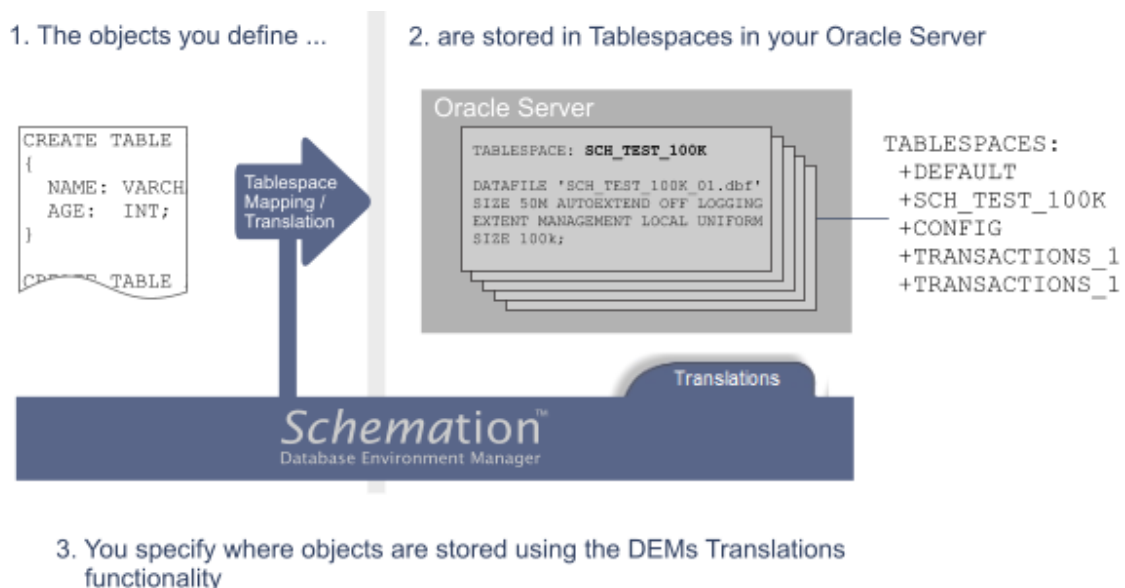 1. The objects you define ...
2. are stored in Tablespaces in your Oracle Server
CREATE TABLE
{
NAME: VARCH
AGE: INT;
}
CREATE TABLE
Tablespace
Mapping /
Translation
Oracle Server
TABLESPACE: SCH_TEST_100K
DATAFILE 'SCH_TEST_100K_01.dbf'
SIZE 50M AUTOEXTEND OFF LOGGING
EXTENT MANAGEMENT LOCAL UNIFORM
SIZE 100k;
TABLESPACES:
+DEFAULT
+SCH_TEST_100K
+CONFIG
+TRANSACTIONS_1
+TRANSACTIONS_1
Translations
Schemation™
Database Environment Manager
3. You specify where objects are stored using the DEMs Translations
functionality